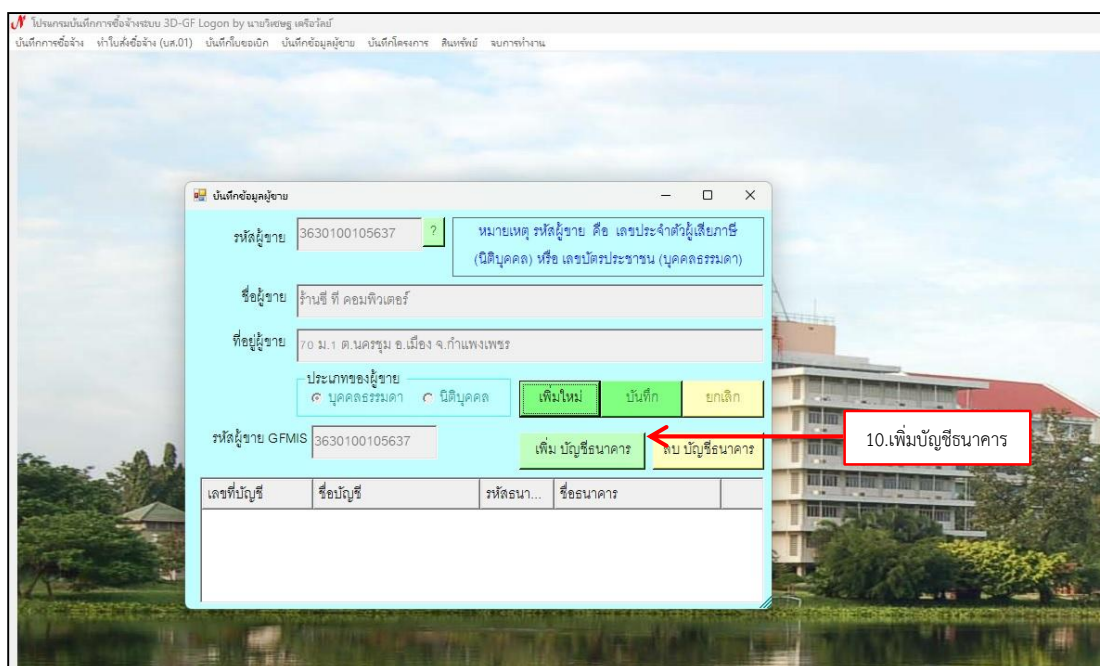 โปรแกรมบันทึกการซื้อจ้างระบบ 3D-GF Logon by นายวิเชษฐ เครือวัลย์
บันทึกการซื้อจ้าง ทำใบสั่งซื้อจ้าง (บส.01) บันทึกใบขอเบิก บันทึกข้อมูลผู้ขาย บันทึกโครงการ สินทรัพย์ จบการทำงาน
บันทึกข้อมูลผู้ขาย
รหัสผู้ขาย 3630100105637 ?
หมายเหตุ รหัสผู้ขาย คือ เลขประจำตัวผู้เสียภาษี
(นิติบุคคล) หรือ เลขบัตรประชาชน (บุคคลธรรมดา)
ชื่อผู้ขาย ร้านซี ที คอมพิวเตอร์
ที่อยู่ผู้ขาย 70 ม.1 ต.นครชุม อ.เมือง จ.กำแพงเพชร
ประเภทของผู้ขาย
บุคคลธรรมดา นิติบุคคล
เพิ่มใหม่ บันทึก ยกเลิก
รหัสผู้ขาย GFMIS 3630100105637
เพิ่ม บัญชีธนาคาร ลบ บัญชีธนาคาร
10.เพิ่มบัญชีธนาคาร
เลขที่บัญชี ชื่อบัญชี รหัสธนา... ชื่อธนาคาร